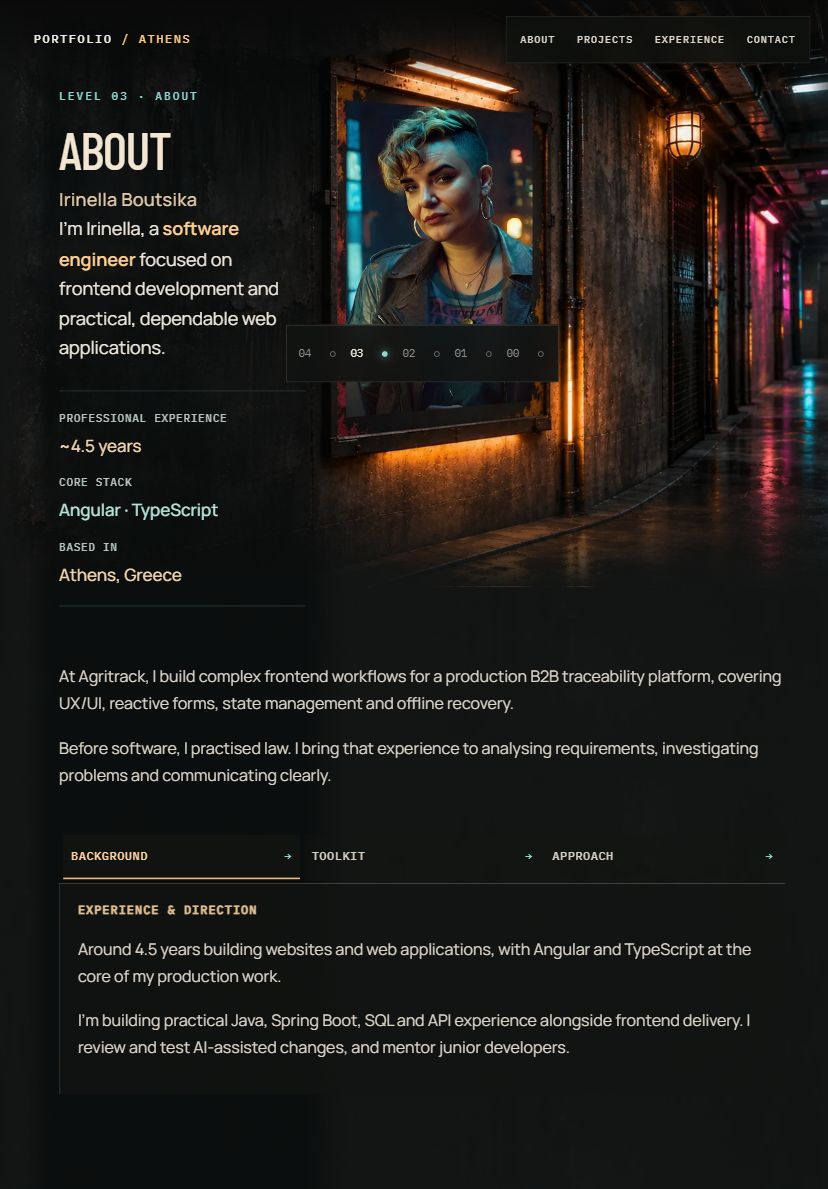 PORTFOLIO / ATHENS
ABOUT PROJECTS EXPERIENCE CONTACT
LEVEL 03 · ABOUT
ABOUT
Irinella Boutsika
I'm Irinella, a software
engineer focused on
frontend development and
practical, dependable web
applications.
04 03 02 01 00
PROFESSIONAL EXPERIENCE
~4.5 years
CORE STACK
Angular · TypeScript
BASED IN
Athens, Greece
At Agritrack, I build complex frontend workflows for a production B2B traceability platform, covering
UX/UI, reactive forms, state management and offline recovery.
Before software, I practised law. I bring that experience to analysing requirements, investigating
problems and communicating clearly.
BACKGROUND → TOOLKIT → APPROACH →
EXPERIENCE & DIRECTION
Around 4.5 years building websites and web applications, with Angular and TypeScript at the
core of my production work.
I'm building practical Java, Spring Boot, SQL and API experience alongside frontend delivery. I
review and test AI-assisted changes, and mentor junior developers.